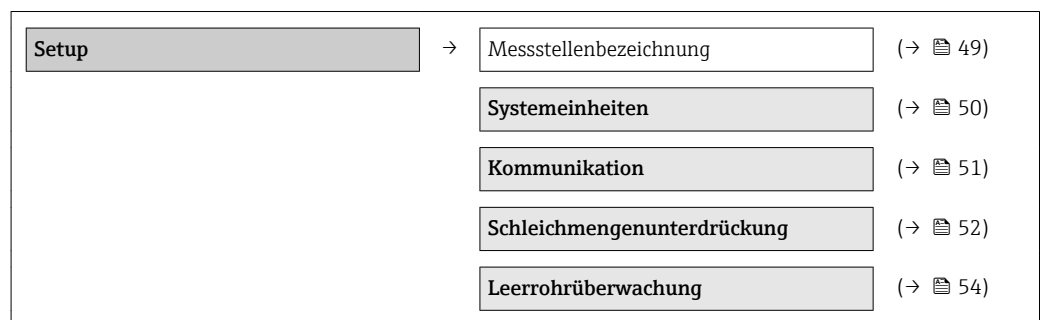 Setup → Messstellenbezeichnung (→ 49)
Systemeinheiten (→ 50)
Kommunikation (→ 51)
Schleichmengenunterdrückung (→ 52)
Leerrohrüberwachung (→ 54)